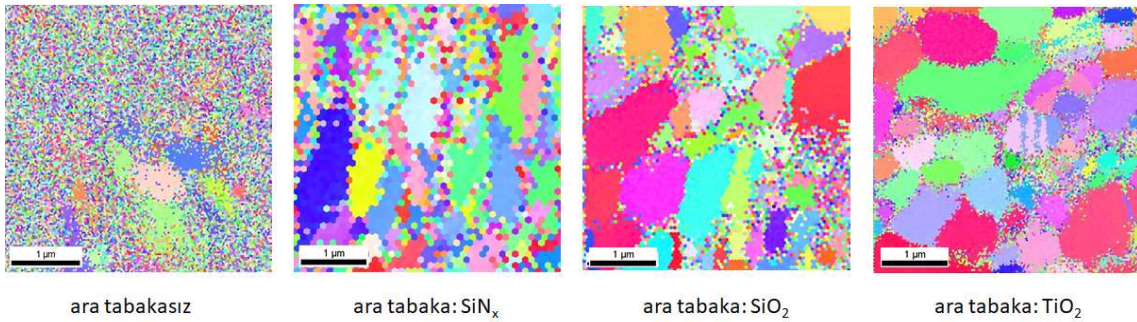 1 µm
1 µm
1 µm
1 µm
ara tabakasız
ara tabaka: SiNₓ
ara tabaka: SiO₂
ara tabaka: TiO₂